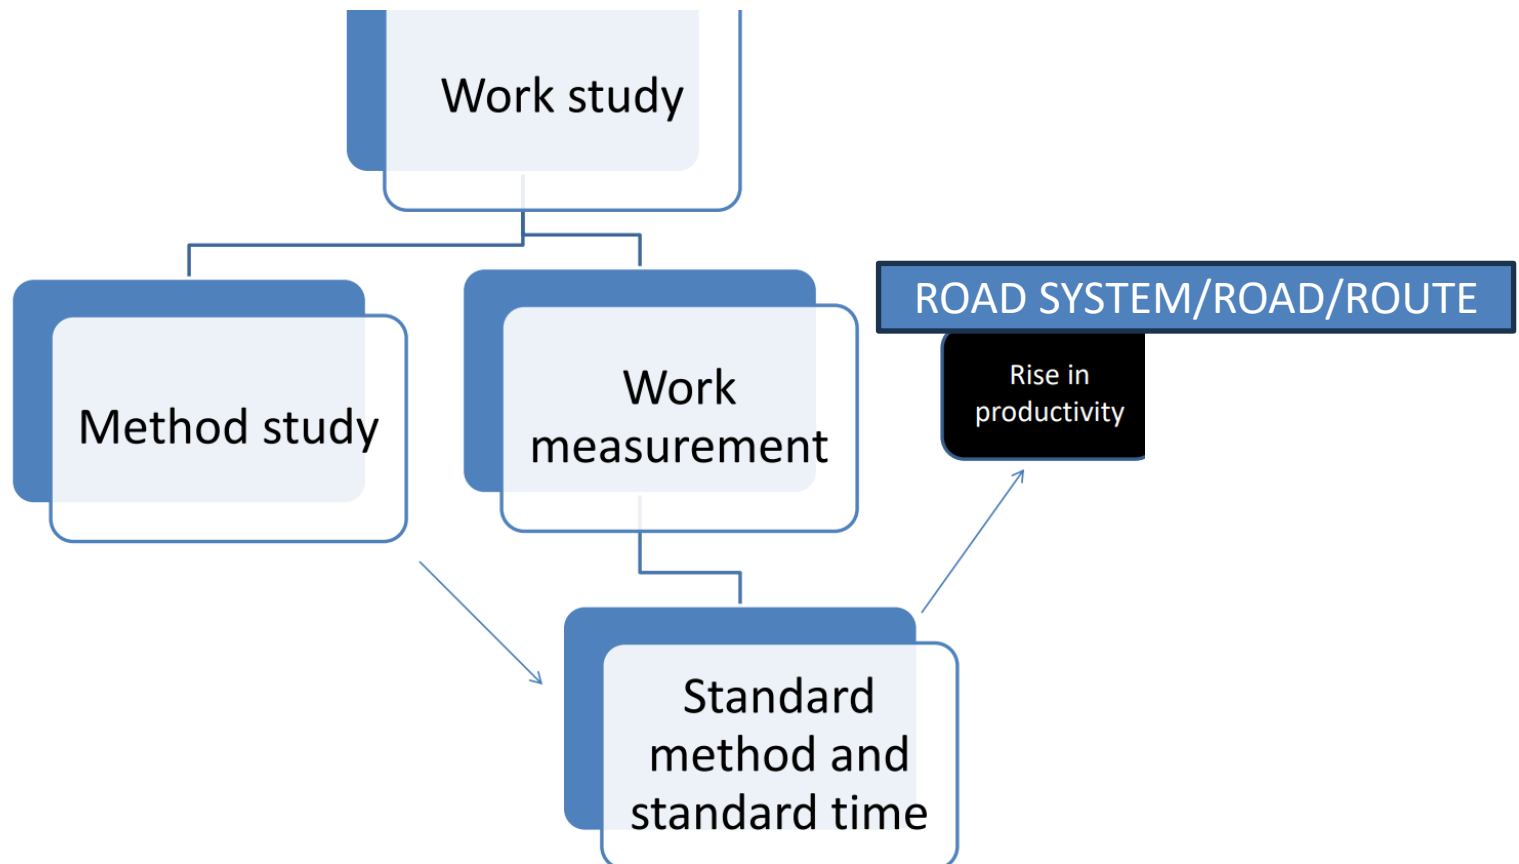 Work study
Method study
Work
measurement
ROAD SYSTEM/ROAD/ROUTE
Rise in
productivity
Standard
method and
standard time